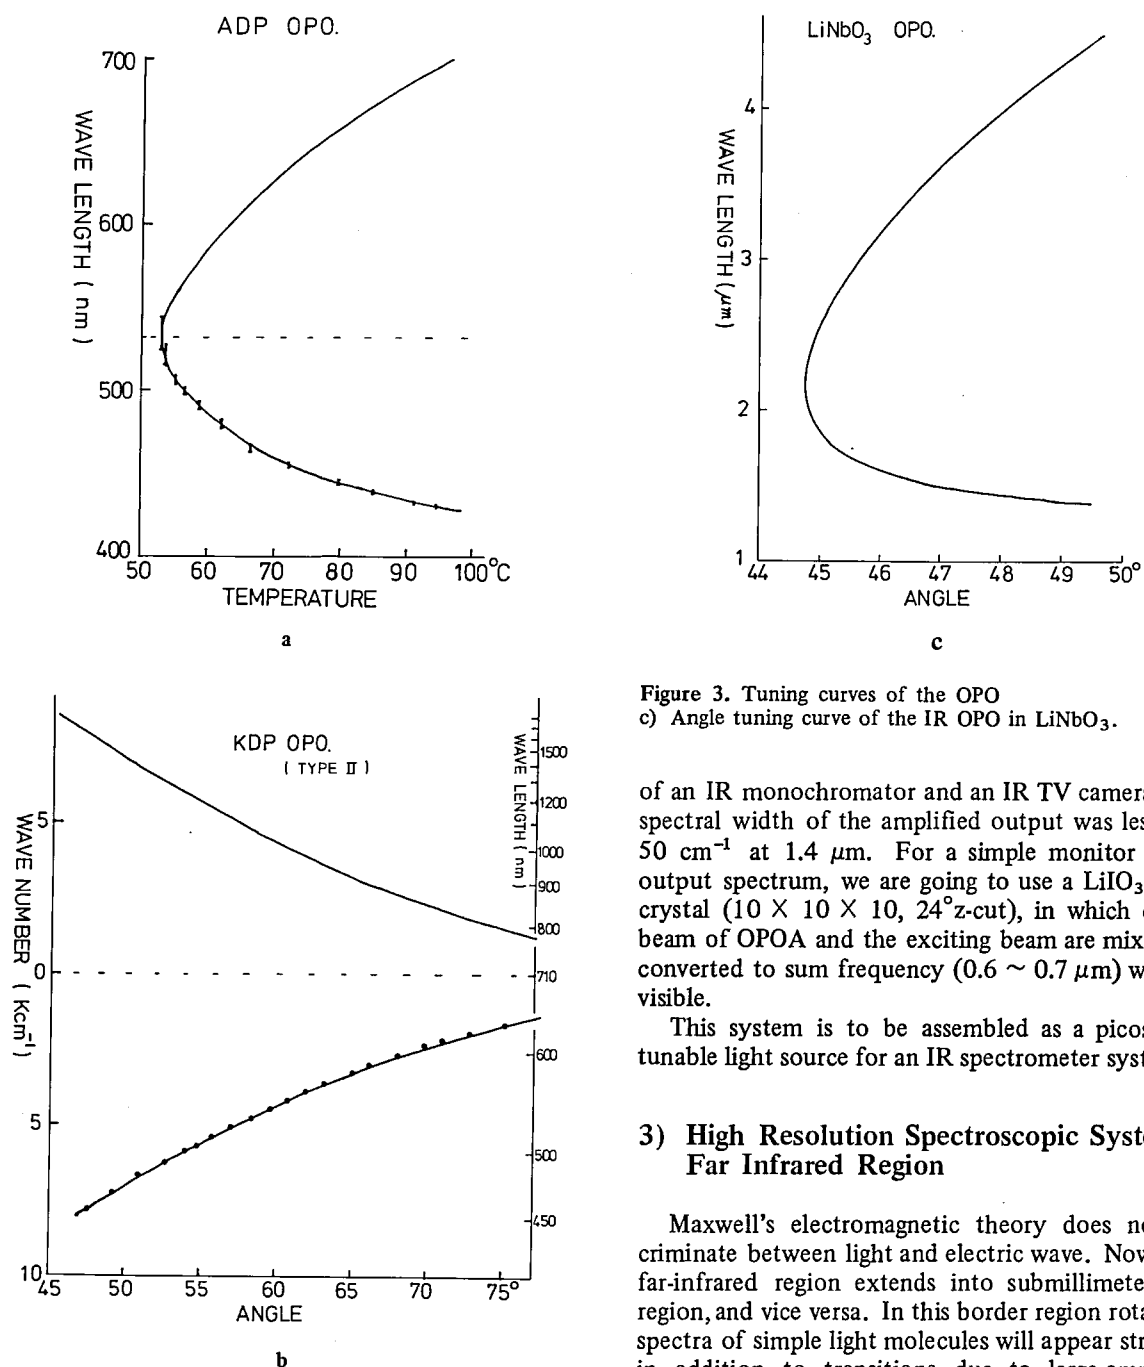 ADP OPO.
700
600
500
400
WAVE LENGTH ( nm )
50 60 70 80 90 100°C
TEMPERATURE
a
KDP OPO.
( TYPE II )
5
0
5
10
WAVE NUMBER ( Kcm⁻¹ )
1500
1200
1000
900
800
710
600
500
450
WAVE LENGTH ( nm )
45 50 55 60 65 70 75°
ANGLE
b
LiNbO₃ OPO.
4
3
2
1
WAVE LENGTH (μm)
44 45 46 47 48 49 50°
ANGLE
c
Figure 3. Tuning curves of the OPO
c) Angle tuning curve of the IR OPO in LiNbO₃.
of an IR monochromator and an IR TV camera
spectral width of the amplified output was les
50 cm⁻¹ at 1.4 μm. For a simple monitor
output spectrum, we are going to use a LiIO₃
crystal (10 X 10 X 10, 24°z-cut), in which
beam of OPOA and the exciting beam are mix
converted to sum frequency (0.6 ~ 0.7 μm) w
visible.
This system is to be assembled as a picos
tunable light source for an IR spectrometer syst
3) High Resolution Spectroscopic Syste
Far Infrared Region
Maxwell's electromagnetic theory does no
criminate between light and electric wave. Now
far-infrared region extends into submillimete
region, and vice versa. In this border region rota
spectra of simple light molecules will appear str
in addition to transitions due to large